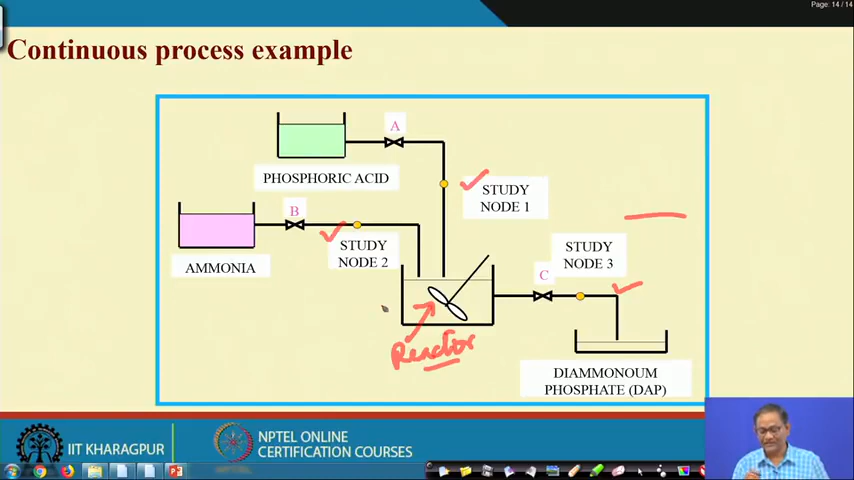 Page: 14 / 14
Continuous process example
A
PHOSPHORIC ACID
STUDY
NODE 1
B
STUDY
NODE 2
AMMONIA
STUDY
NODE 3
C
Reactor
DIAMMONOUM
PHOSPHATE (DAP)
IIT KHARAGPUR
NPTEL ONLINE
CERTIFICATION COURSES